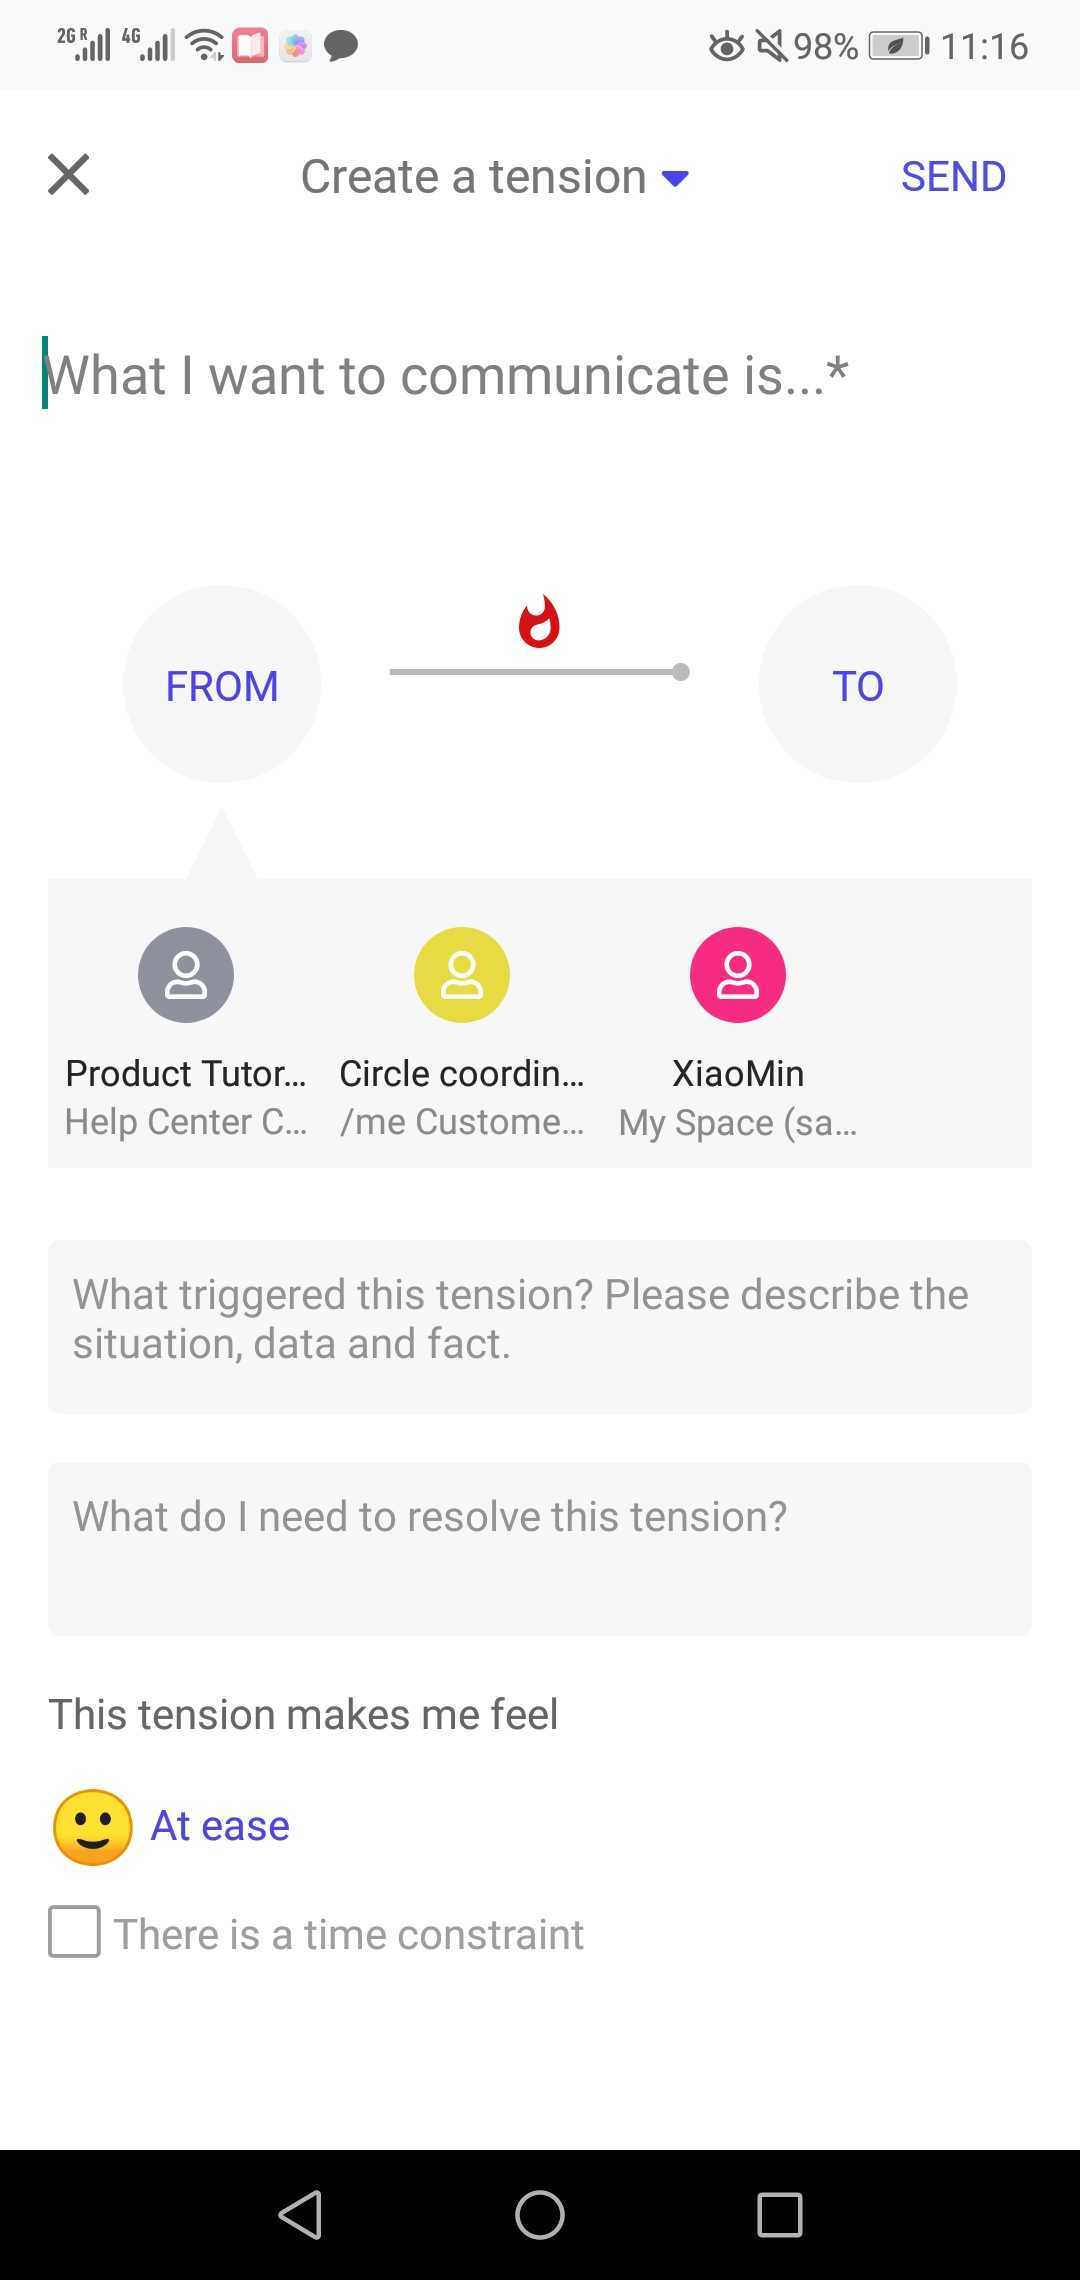 2G R 4G 98% 11:16
Create a tension SEND
What I want to communicate is...*
FROM TO
Product Tutor... Circle coordin... XiaoMin
Help Center C... /me Custome... My Space (sa...
What triggered this tension? Please describe the
situation, data and fact.
What do I need to resolve this tension?
This tension makes me feel
At ease
There is a time constraint